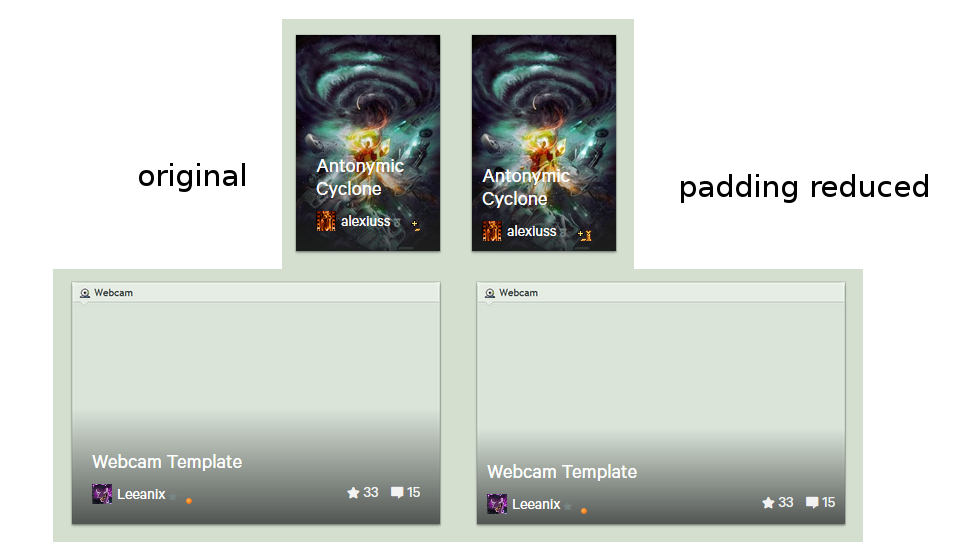 original
Antonymic
Cyclone
alexiuss
Antonymic
Cyclone
alexiuss
padding reduced
Webcam
Webcam Template
Leeanix
33 15
Webcam
Webcam Template
Leeanix
33 15